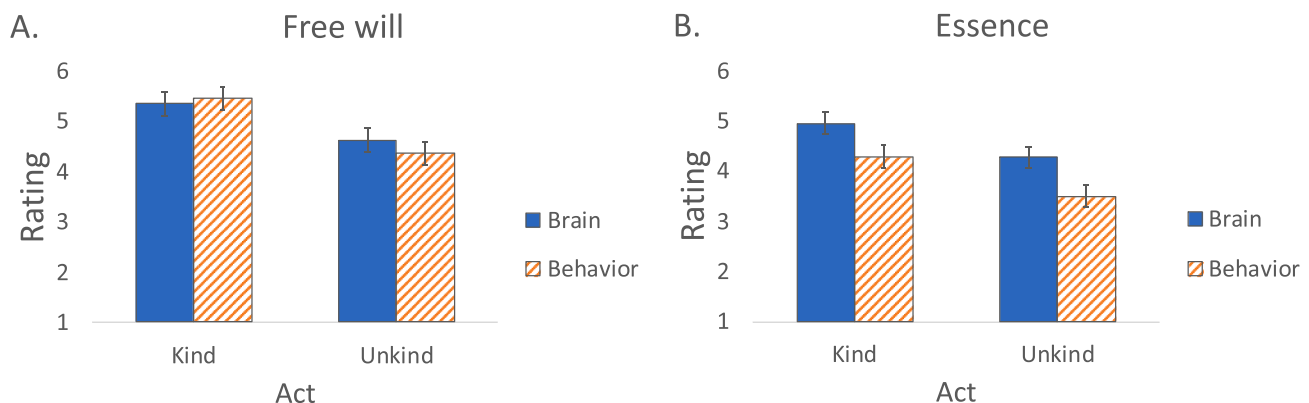 A.
Free will
6
5
4
3
2
1
Rating
Kind
Unkind
Act
Brain
Behavior
B.
Essence
6
5
4
3
2
1
Rating
Kind
Unkind
Act
Brain
Behavior